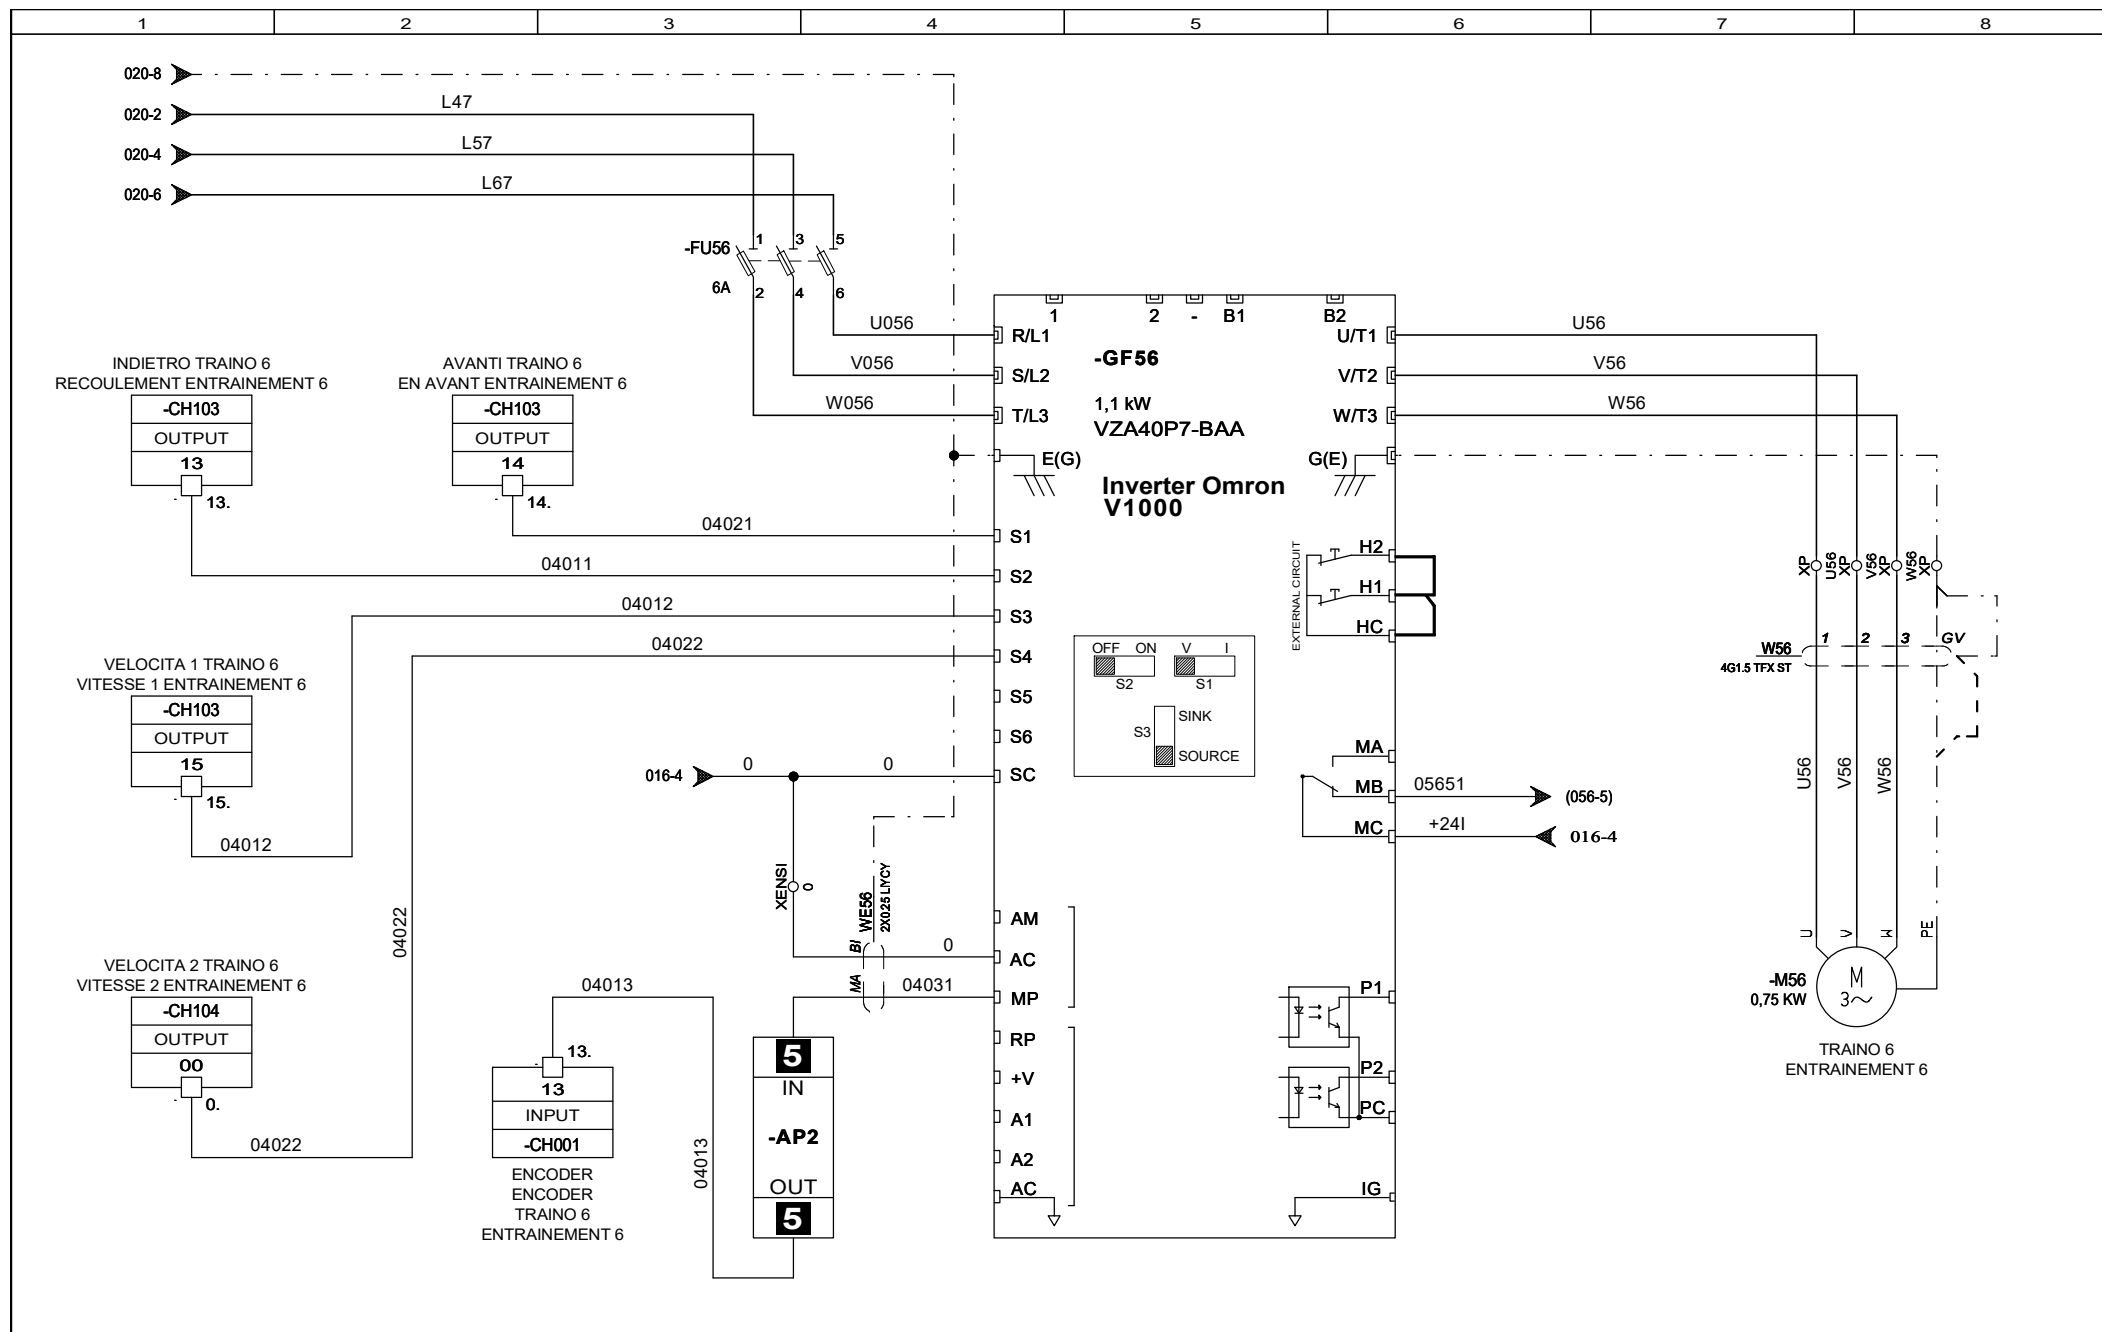 1 2 3 4 5 6 7 8
020-8
020-2 L47
020-4 L57
020-6 L67
-FU56 1 3 5
6A 2 4 6
U056
V056
W056
1 2 - B1 B2
R/L1
S/L2
T/L3
E(G)
-GF56
1,1 kW
VZA40P7-BAA
Inverter Omron
V1000
U/T1
V/T2
W/T3
G(E)
U56
V56
W56
INDIETRO TRAINO 6
RECOULEMENT ENTRAINEMENT 6
-CH103
OUTPUT
13
13.
AVANTI TRAINO 6
EN AVANT ENTRAINEMENT 6
-CH103
OUTPUT
14
14.
04021
04011
04012
04022
S1
S2
S3
S4
S5
S6
SC
VELOCITA 1 TRAINO 6
VITESSE 1 ENTRAINEMENT 6
-CH103
OUTPUT
15
15.
04012
016-4 0 0
VELOCITA 2 TRAINO 6
VITESSE 2 ENTRAINEMENT 6
-CH104
OUTPUT
00
0.
04022
04022
XENSI
0
BI
MA
WE56
2X025 LIYCY
0
04031
AM
AC
MP
RP
+V
A1
A2
AC
04013
13.
13
INPUT
-CH001
ENCODER
ENCODER
TRAINO 6
ENTRAINEMENT 6
04013
5
IN
-AP2
OUT
5
OFF ON V I
S2 S1
SINK
S3
SOURCE
EXTERNAL CIRCUIT
H2
H1
HC
MA
MB 05651 (056-5)
MC +24I 016-4
P1
P2
PC
IG
XP
U56
XP
V56
XP
W56
XP
1 2 3 GV
W56
4G1.5 TFX ST
U56
V56
W56
U
V
W
PE
-M56
0,75 KW
M
3~
TRAINO 6
ENTRAINEMENT 6